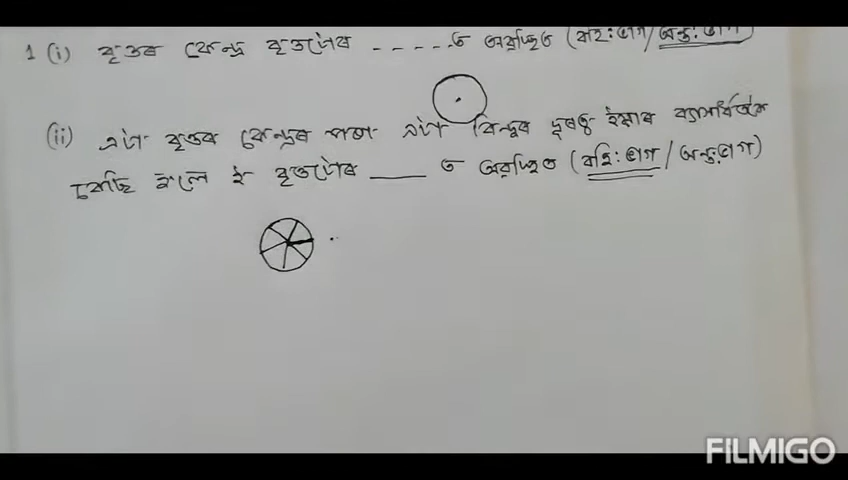 1 (i) বৃত্তৰ কেন্দ্ৰ বৃত্তটোৰ - - - - - ত অৱস্থিত (বহিঃভাগ/অন্তঃভাগ)
(ii) এটা বৃত্তৰ কেন্দ্ৰৰ পৰা এটা বিন্দুৰ দূৰত্ব ইয়াৰ ব্যাসাৰ্ধতকৈ
বেছি হ'লে ই বৃত্তটোৰ ____ ত অৱস্থিত (বহিঃভাগ/অন্তঃভাগ)
FILMIGO